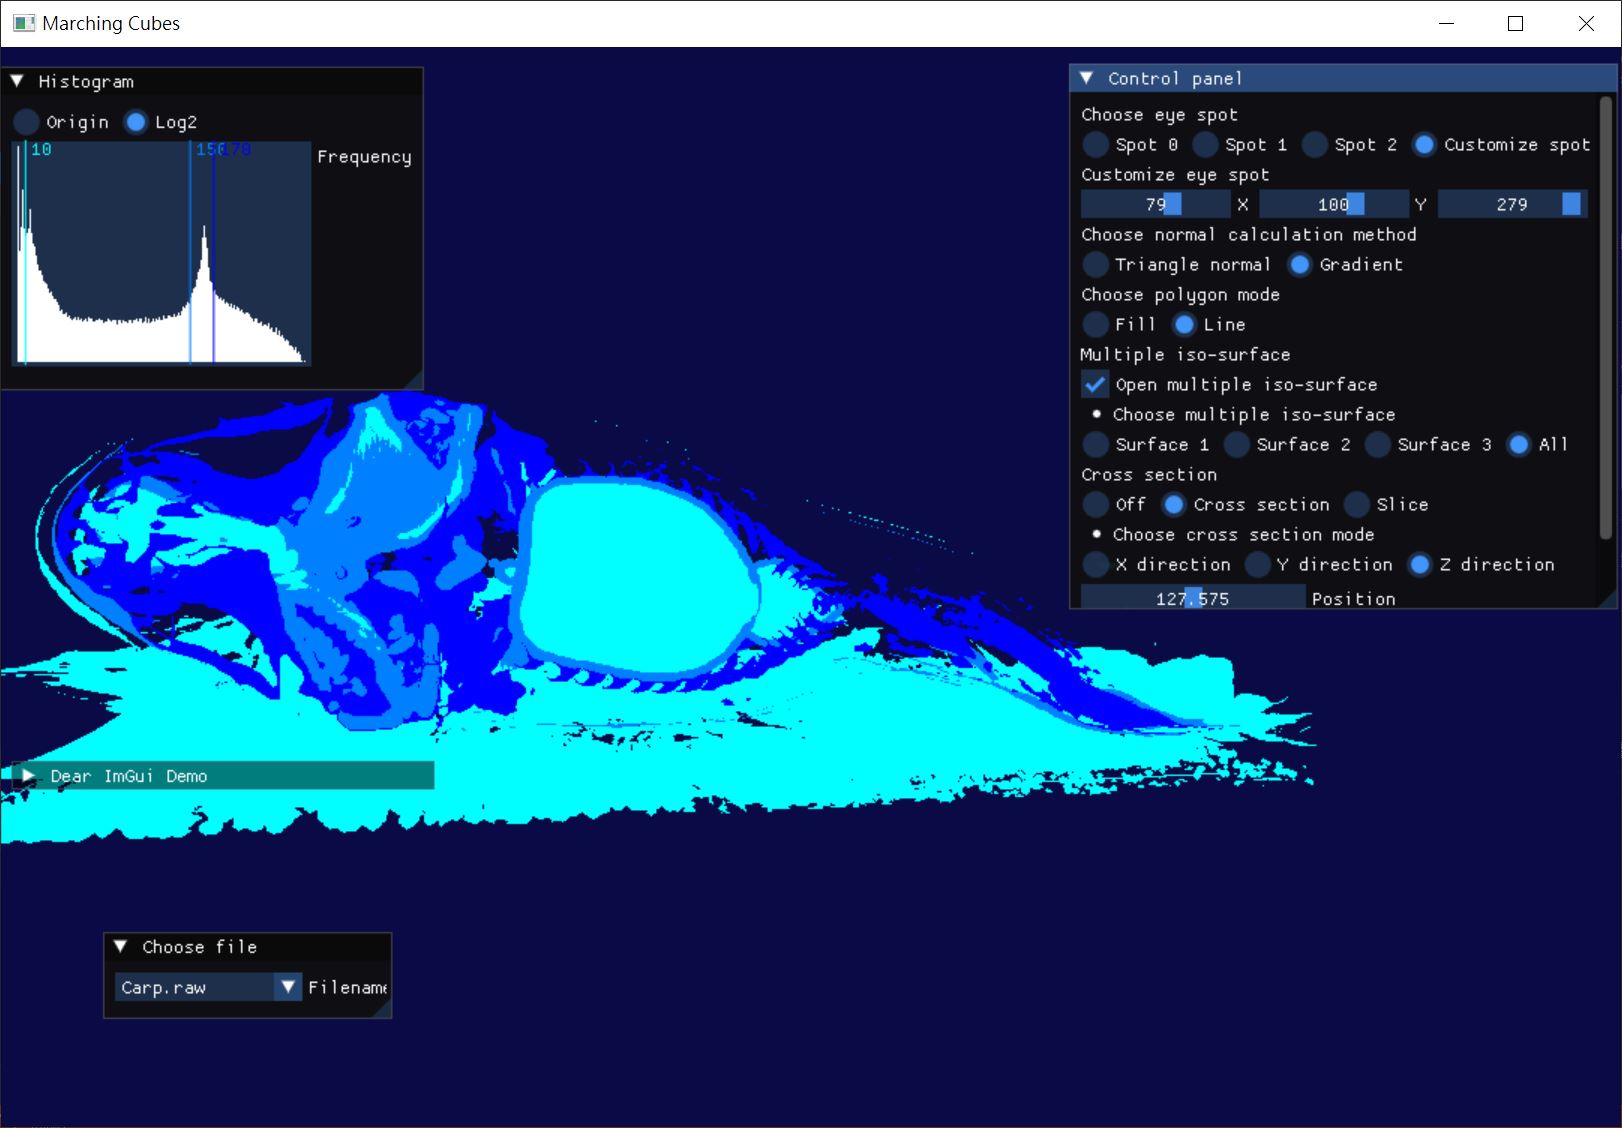 Marching Cubes
Histogram
Origin Log2
10 150 170
Frequency
Control panel
Choose eye spot
Spot 0 Spot 1 Spot 2 Customize spot
Customize eye spot
79 X 100 Y 279
Choose normal calculation method
Triangle normal Gradient
Choose polygon mode
Fill Line
Multiple iso-surface
Open multiple iso-surface
Choose multiple iso-surface
Surface 1 Surface 2 Surface 3 All
Cross section
Off Cross section Slice
Choose cross section mode
X direction Y direction Z direction
127.575 Position
Dear ImGui Demo
Choose file
Carp.raw Filename